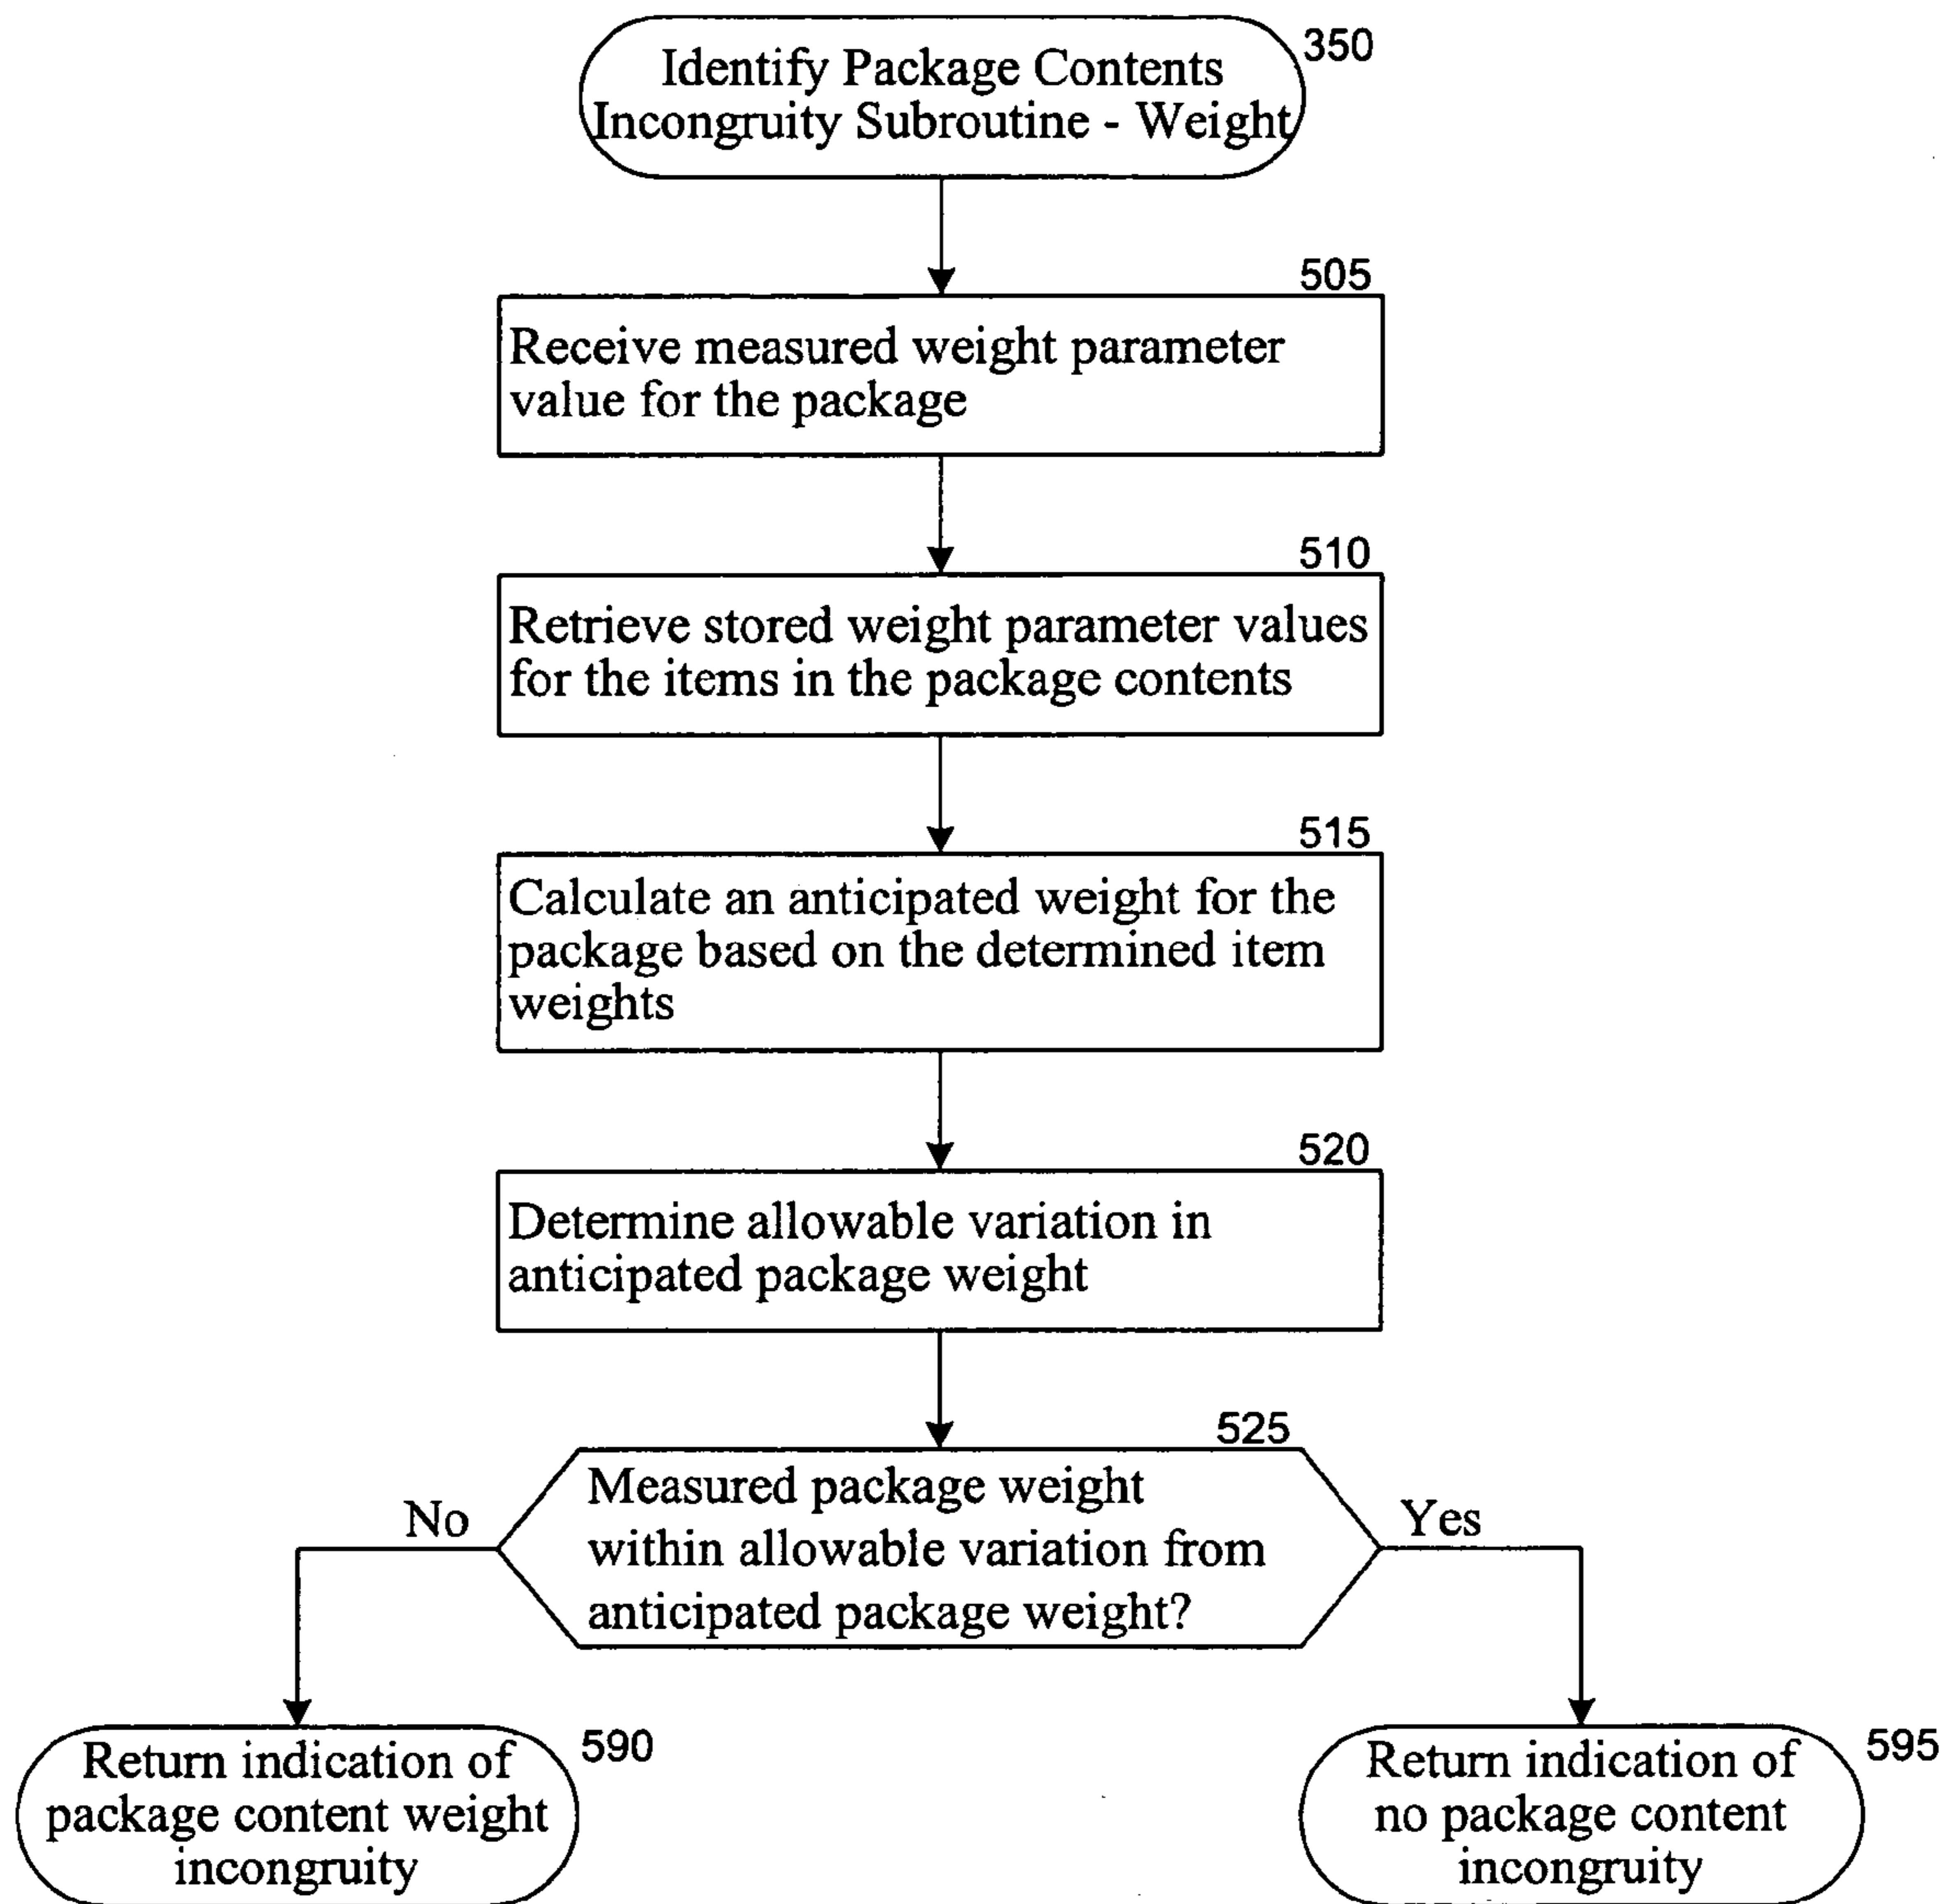 350
Identify Package Contents
Incongruity Subroutine - Weight
505
Receive measured weight parameter
value for the package
510
Retrieve stored weight parameter values
for the items in the package contents
515
Calculate an anticipated weight for the
package based on the determined item
weights
520
Determine allowable variation in
anticipated package weight
525
Measured package weight
within allowable variation from
anticipated package weight?
No
Yes
590
Return indication of
package content weight
incongruity
595
Return indication of
no package content
incongruity